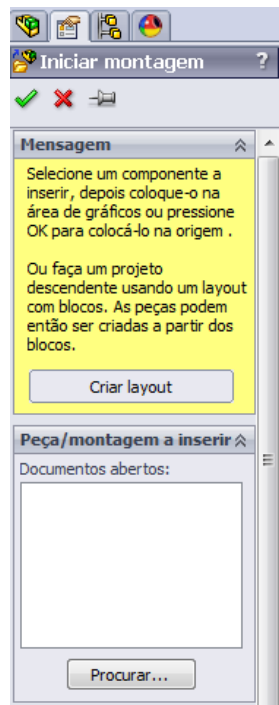 Iniciar montagem ?
Mensagem
Selecione um componente a
inserir, depois coloque-o na
área de gráficos ou pressione
OK para colocá-lo na origem .
Ou faça um projeto
descendente usando um layout
com blocos. As peças podem
então ser criadas a partir dos
blocos.
Criar layout
Peça/montagem a inserir
Documentos abertos:
Procurar...